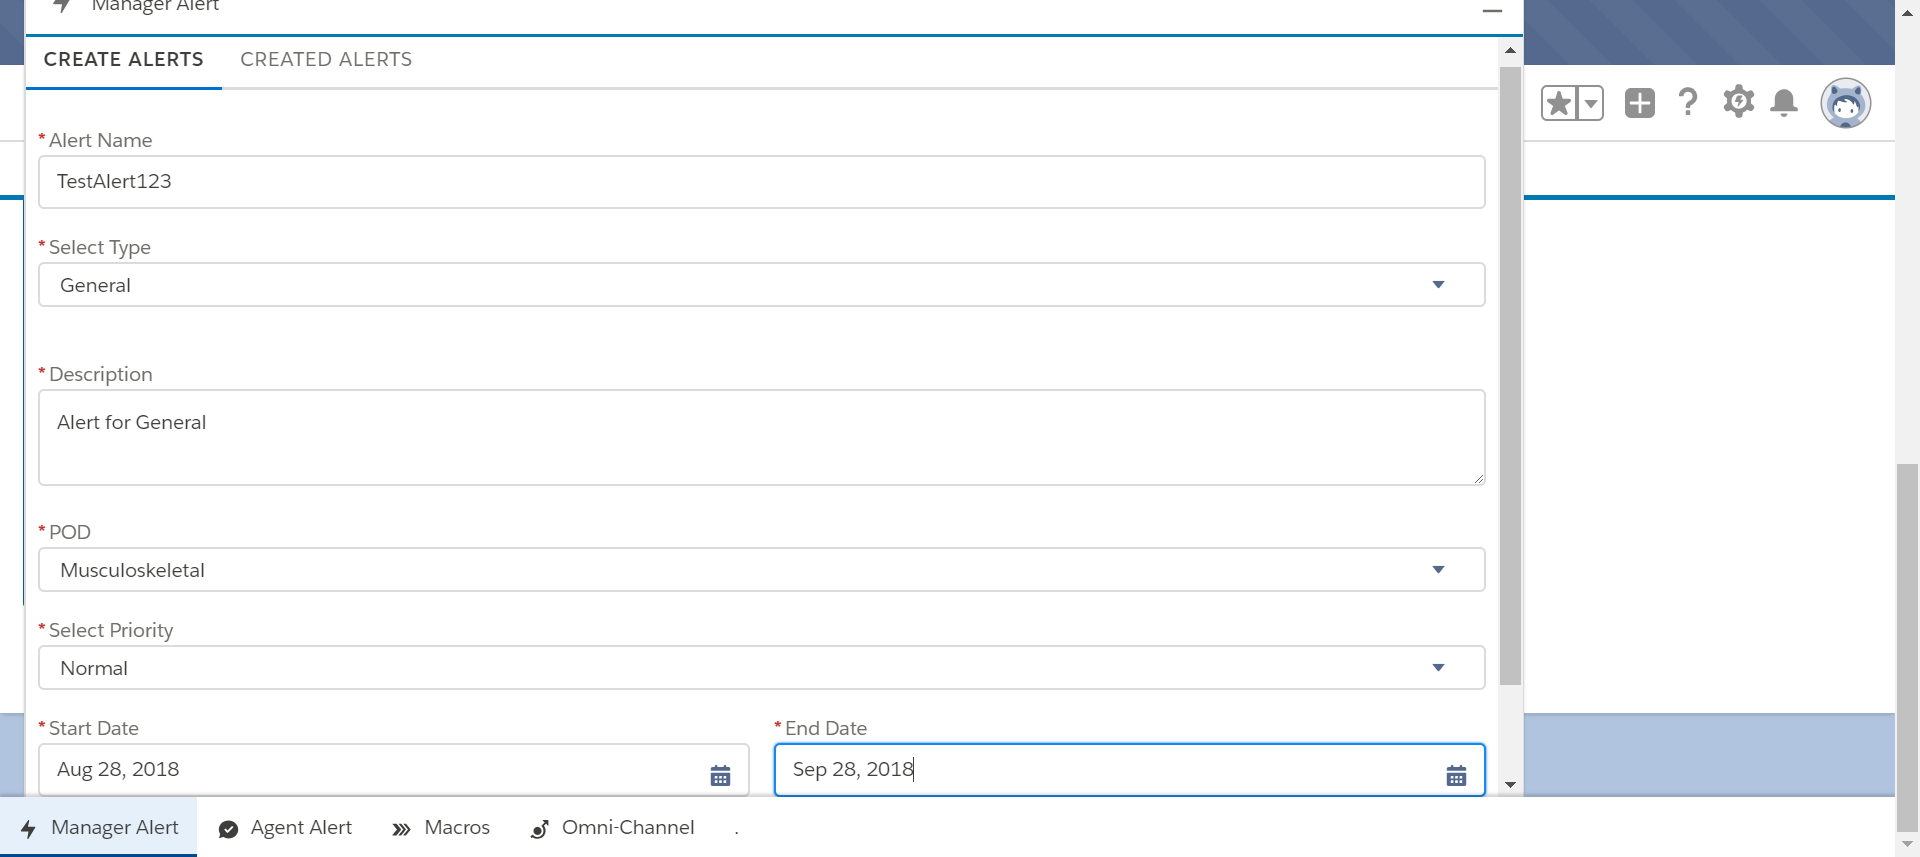 Manager Alert
CREATE ALERTS CREATED ALERTS
* Alert Name
TestAlert123
* Select Type
General
* Description
Alert for General
* POD
Musculoskeletal
* Select Priority
Normal
* Start Date * End Date
Aug 28, 2018 Sep 28, 2018
Manager Alert Agent Alert Macros Omni-Channel .